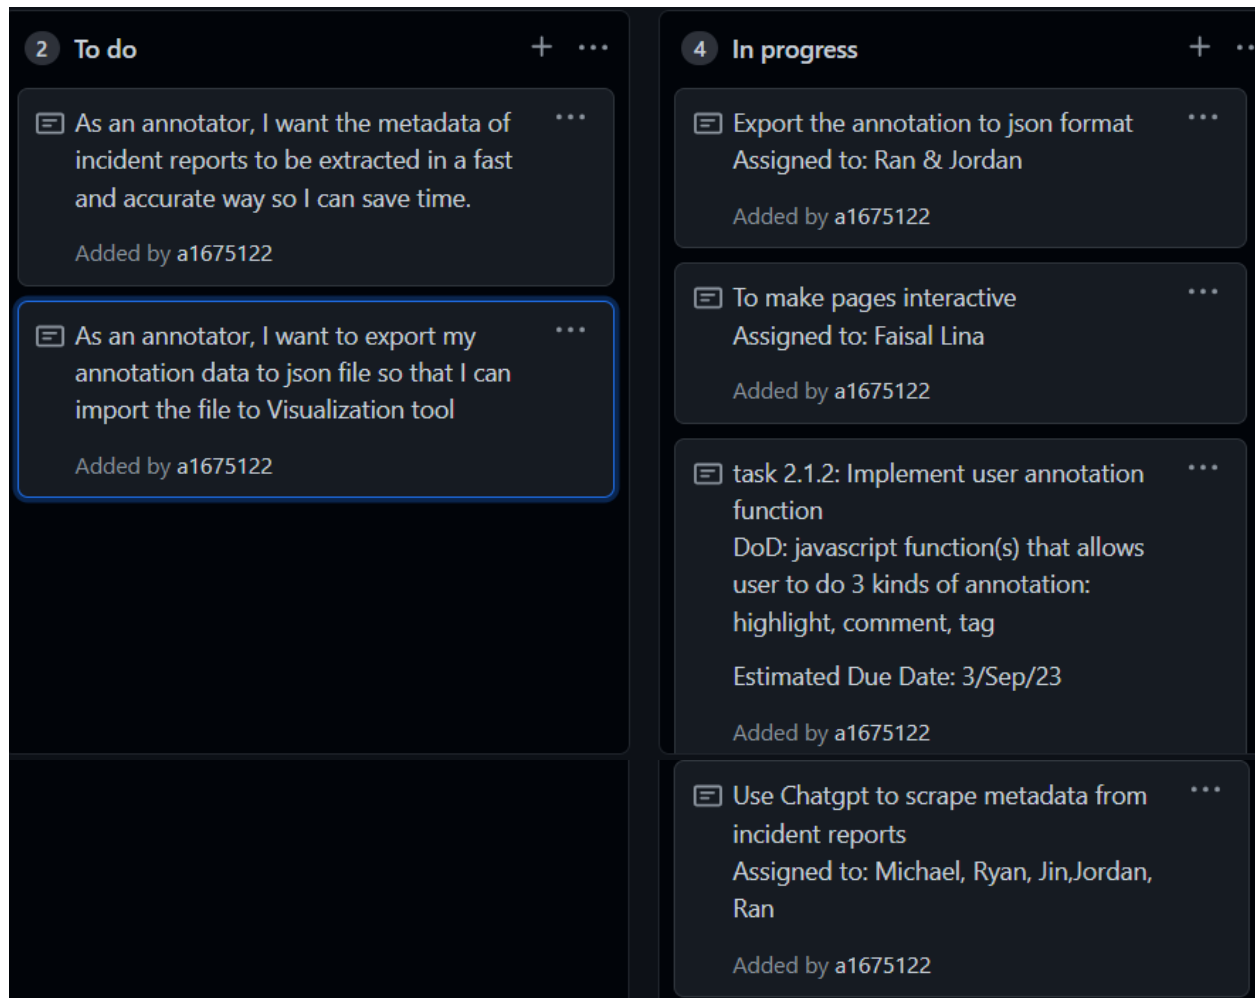 2 To do
As an annotator, I want the metadata of
incident reports to be extracted in a fast
and accurate way so I can save time.
Added by a1675122
As an annotator, I want to export my
annotation data to json file so that I can
import the file to Visualization tool
Added by a1675122
4 In progress
Export the annotation to json format
Assigned to: Ran & Jordan
Added by a1675122
To make pages interactive
Assigned to: Faisal Lina
Added by a1675122
task 2.1.2: Implement user annotation
function
DoD: javascript function(s) that allows
user to do 3 kinds of annotation:
highlight, comment, tag
Estimated Due Date: 3/Sep/23
Added by a1675122
Use Chatgpt to scrape metadata from
incident reports
Assigned to: Michael, Ryan, Jin,Jordan,
Ran
Added by a1675122